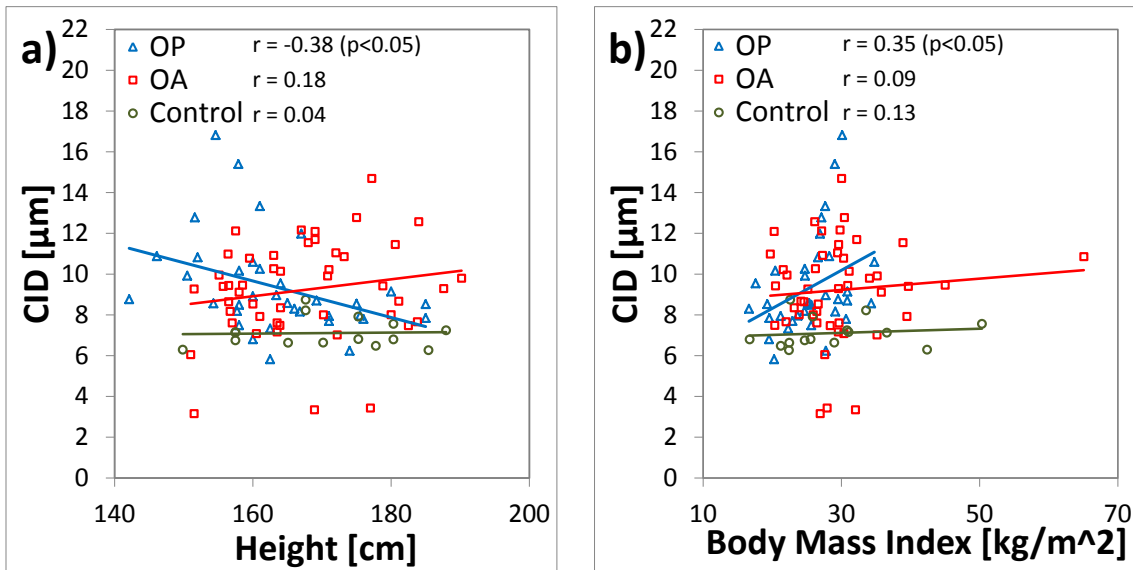 a)
OP r = -0.38 (p<0.05)
OA r = 0.18
Control r = 0.04
CID [µm]
22
20
18
16
14
12
10
8
6
4
2
0
140 160 180 200
Height [cm]
b)
OP r = 0.35 (p<0.05)
OA r = 0.09
Control r = 0.13
CID [µm]
22
20
18
16
14
12
10
8
6
4
2
0
10 20 30 40 50 60 70
Body Mass Index [kg/m^2]